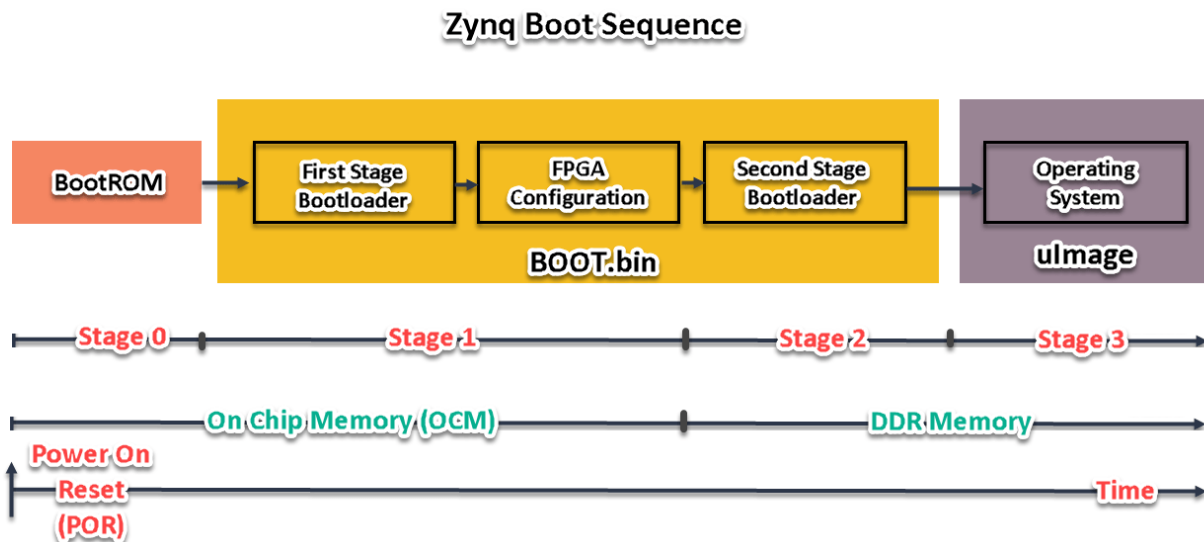 Zynq Boot Sequence
BootROM
First Stage
Bootloader
FPGA
Configuration
Second Stage
Bootloader
Operating
System
BOOT.bin
uImage
Stage 0
Stage 1
Stage 2
Stage 3
On Chip Memory (OCM)
DDR Memory
Power On
Reset
(POR)
Time